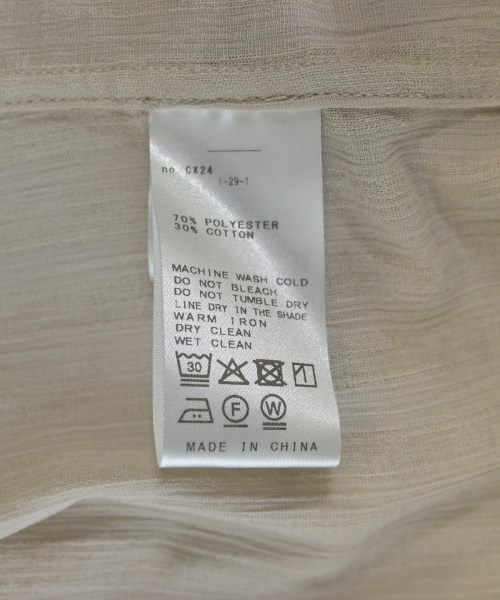 no. CX24
1-29-1
70% POLYESTER
30% COTTON
MACHINE WASH COLD
DO NOT BLEACH
DO NOT TUMBLE DRY
LINE DRY IN THE SHADE
WARM IRON
DRY CLEAN
WET CLEAN
30
F W
MADE IN CHINA